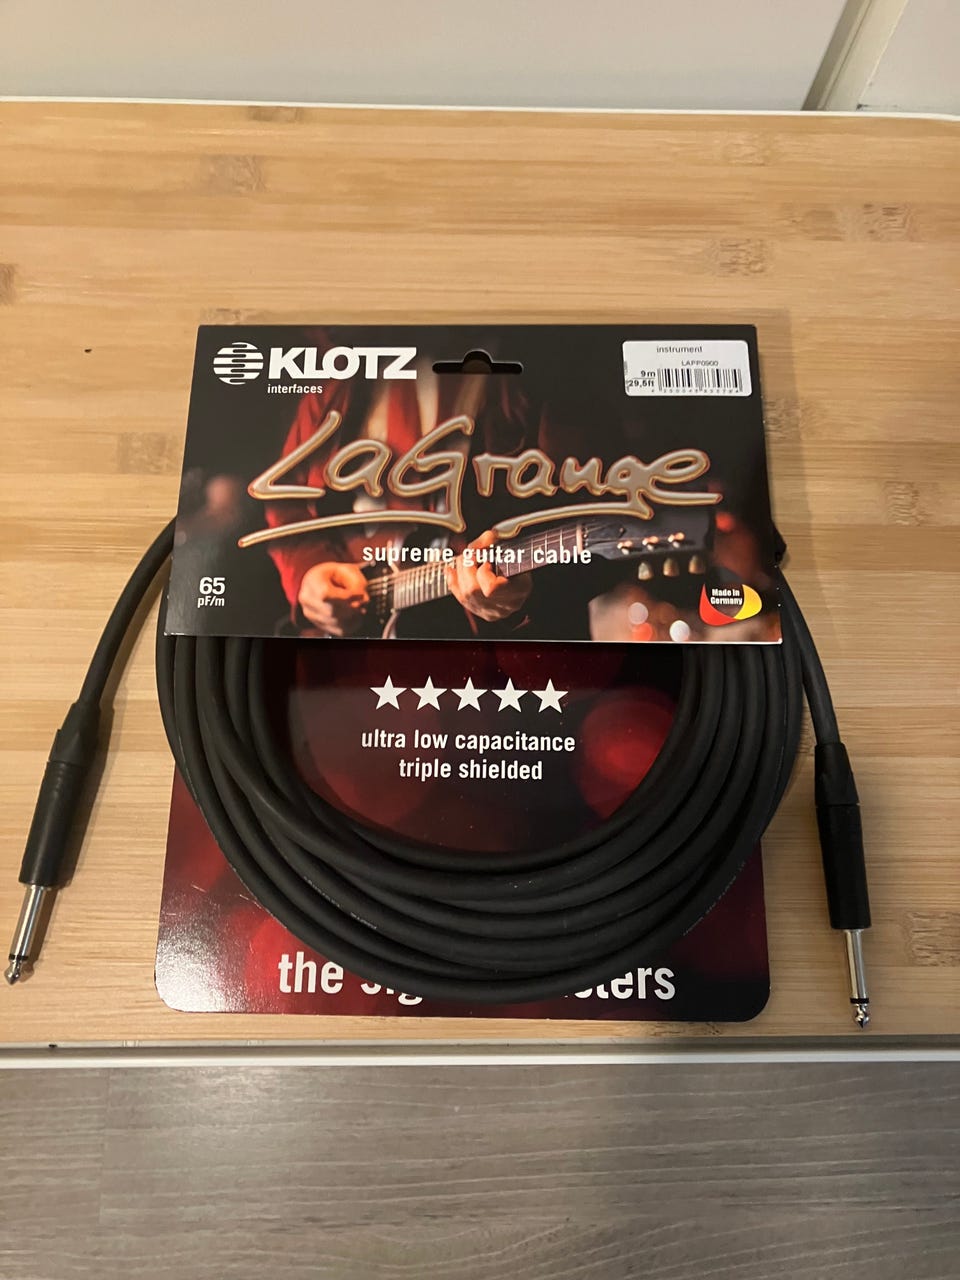 KLOTZ
interfaces
instrument
LAPP0900
9m
29,5ft
LaGrange
supreme guitar cable
65
pF/m
Made in
Germany
ultra low capacitance
triple shielded
the